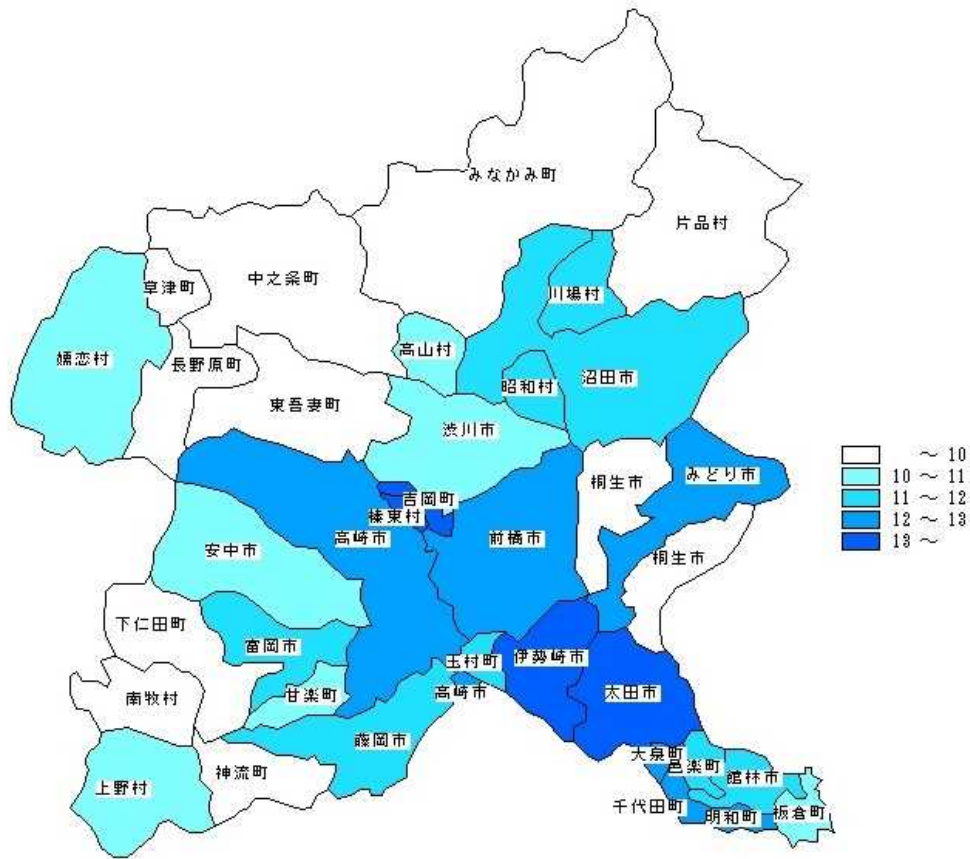 みなかみ町
片品村
中之条町
草津町
川場村
嬬恋村
長野原町
高山村
昭和村
沼田市
東吾妻町
渋川市
～10
10～11
11～12
12～13
13～
桐生市
みどり市
吉岡町
榛東村
高崎市
前橋市
安中市
桐生市
下仁田町
富岡市
玉村町
伊勢崎市
南牧村
甘楽町
高崎市
太田市
藤岡市
大泉町
邑楽町
館林市
上野村
神流町
千代田町
明和町
板倉町